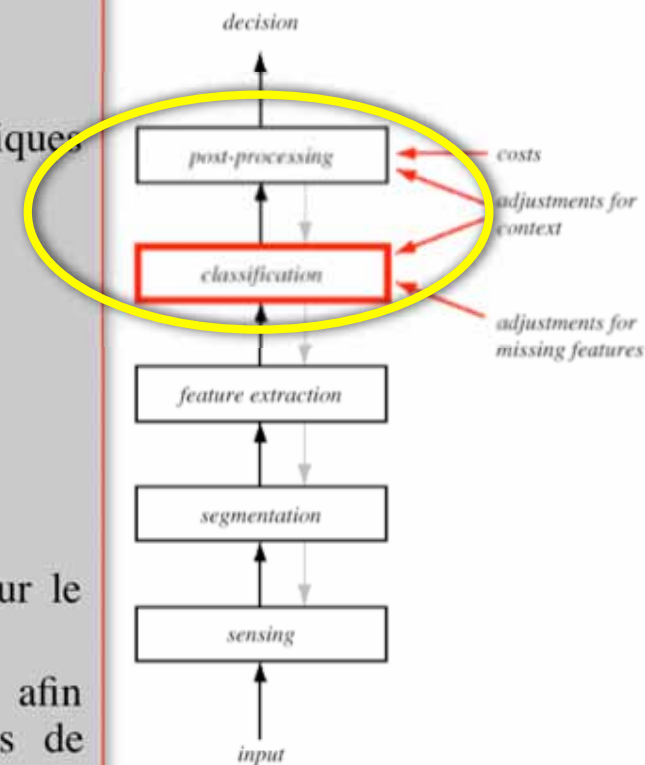 iques
ur le
afin
s de
decision
post-processing
costs
adjustments for
context
classification
adjustments for
missing features
feature extraction
segmentation
sensing
input